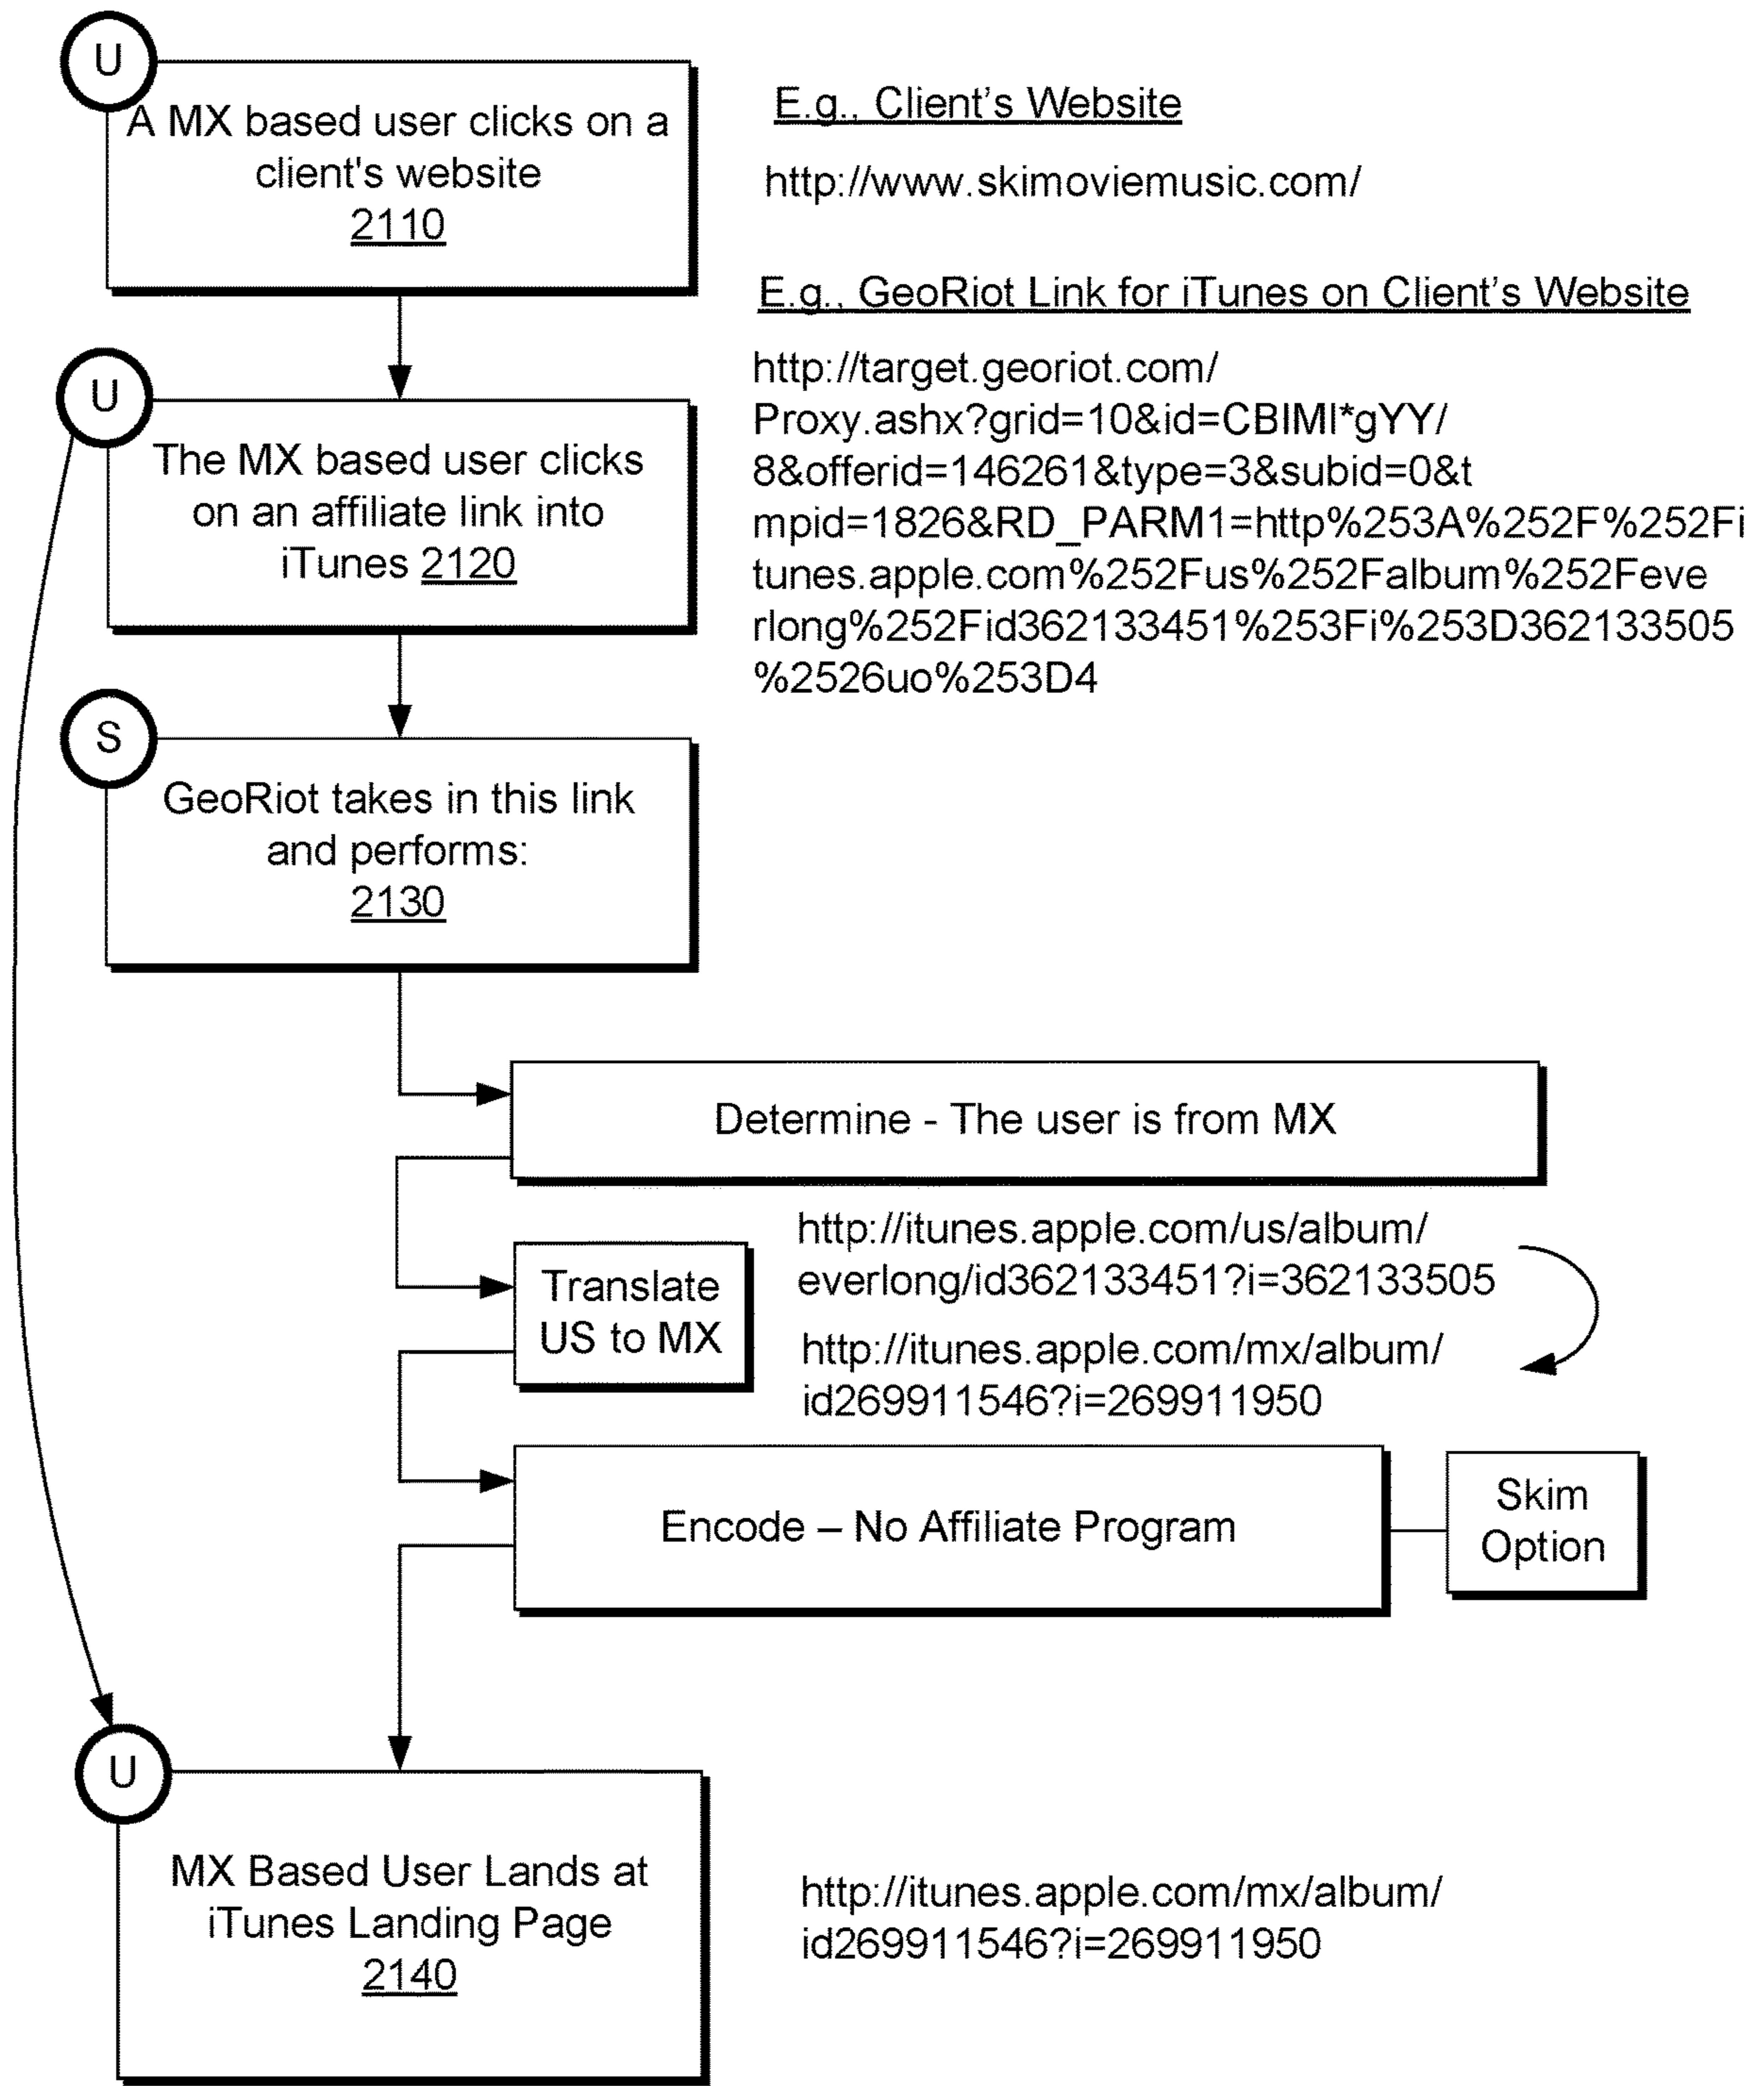 U
A MX based user clicks on a
client's website
2110
E.g., Client's Website
http://www.skimoviemusic.com/
E.g., GeoRiot Link for iTunes on Client's Website
http://target.georiot.com/
Proxy.ashx?grid=10&id=CBIMl*gYY/
8&offerid=146261&type=3&subid=0&t
mpid=1826&RD_PARM1=http%253A%252F%252Fi
tunes.apple.com%252Fus%252Falbum%252Feve
rlong%252Fid362133451%253Fi%253D362133505
%2526uo%253D4
U
The MX based user clicks
on an affiliate link into
iTunes 2120
S
GeoRiot takes in this link
and performs:
2130
Determine - The user is from MX
Translate
US to MX
http://itunes.apple.com/us/album/
everlong/id362133451?i=362133505
http://itunes.apple.com/mx/album/
id269911546?i=269911950
Encode – No Affiliate Program
Skim
Option
U
MX Based User Lands at
iTunes Landing Page
2140
http://itunes.apple.com/mx/album/
id269911546?i=269911950